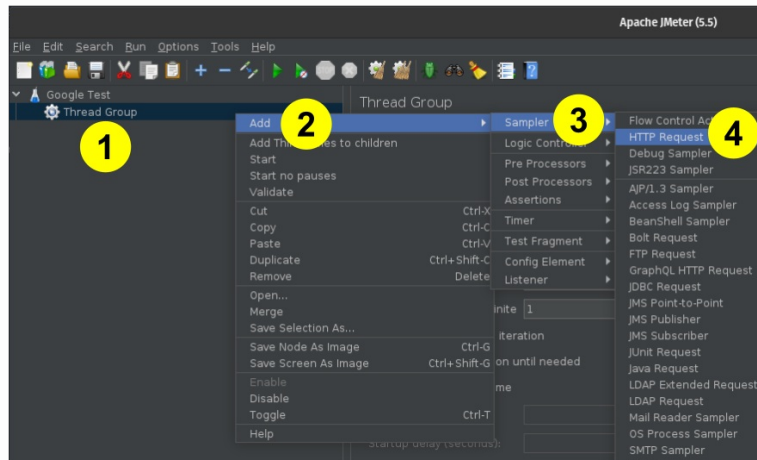 Apache JMeter (5.5)
File Edit Search Run Options Tools Help
Google Test
Thread Group
1
Thread Group
Add
2
Add Think Times to children
Start
Start no pauses
Validate
Cut Ctrl-X
Copy Ctrl-C
Paste Ctrl-V
Duplicate Ctrl+Shift-C
Remove Delete
Open...
Merge
Save Selection As...
Save Node As Image Ctrl-G
Save Screen As Image Ctrl+Shift-G
Enable
Disable
Toggle Ctrl-T
Help
Sampler
3
Logic Controller
Pre Processors
Post Processors
Assertions
Timer
Test Fragment
Config Element
Listener
Flow Control Ac
HTTP Request
4
Debug Sampler
JSR223 Sampler
AJP/1.3 Sampler
Access Log Sampler
BeanShell Sampler
Bolt Request
FTP Request
GraphQL HTTP Request
JDBC Request
JMS Point-to-Point
JMS Publisher
JMS Subscriber
JUnit Request
Java Request
LDAP Extended Request
LDAP Request
Mail Reader Sampler
OS Process Sampler
SMTP Sampler
inite 1
iteration
on until needed
me
Startup delay (seconds):